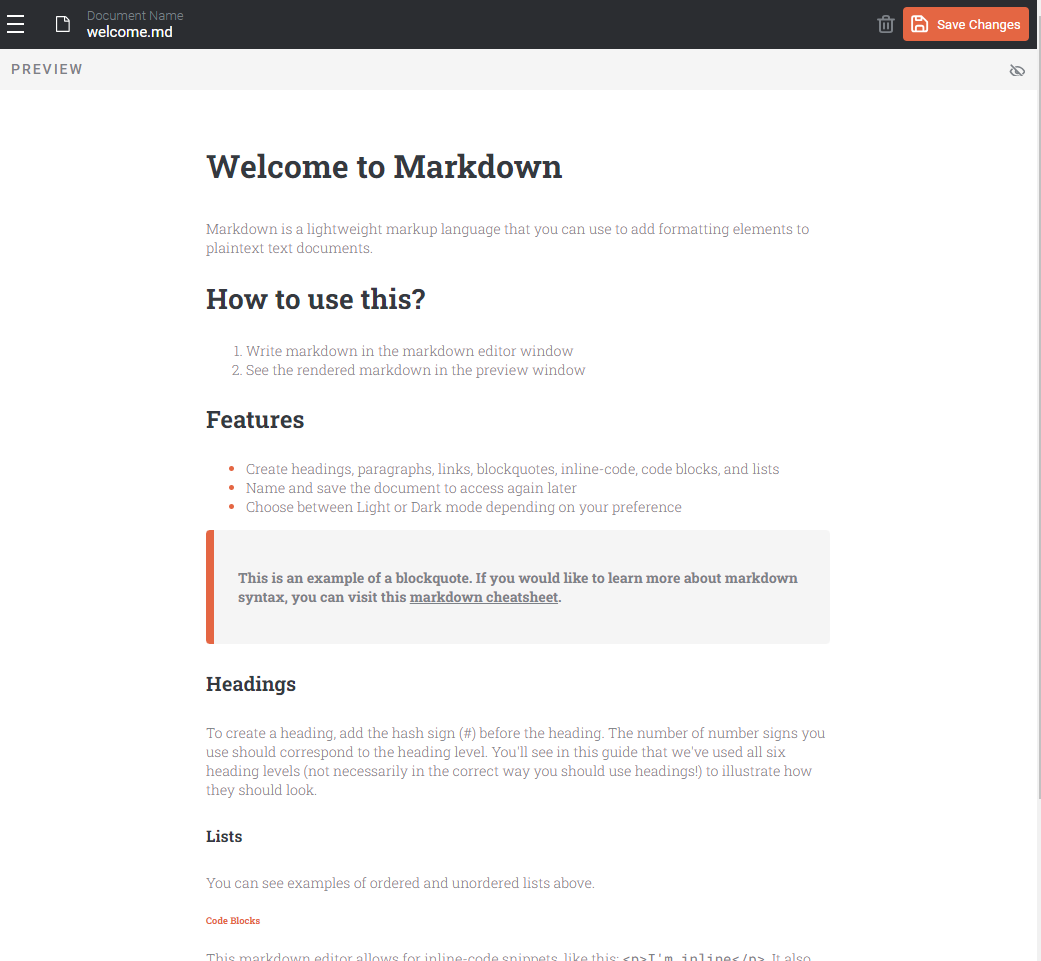 Document Name
welcome.md
Save Changes
PREVIEW
Welcome to Markdown
Markdown is a lightweight markup language that you can use to add formatting elements to
plaintext text documents.
How to use this?
1. Write markdown in the markdown editor window
2. See the rendered markdown in the preview window
Features
• Create headings, paragraphs, links, blockquotes, inline-code, code blocks, and lists
• Name and save the document to access again later
• Choose between Light or Dark mode depending on your preference
This is an example of a blockquote. If you would like to learn more about markdown
syntax, you can visit this markdown cheatsheet.
Headings
To create a heading, add the hash sign (#) before the heading. The number of number signs you
use should correspond to the heading level. You'll see in this guide that we've used all six
heading levels (not necessarily in the correct way you should use headings!) to illustrate how
they should look.
Lists
You can see examples of ordered and unordered lists above.
Code Blocks
This markdown editor allows for inline-code snippets, like this: <p>I'm inline</p>. It also